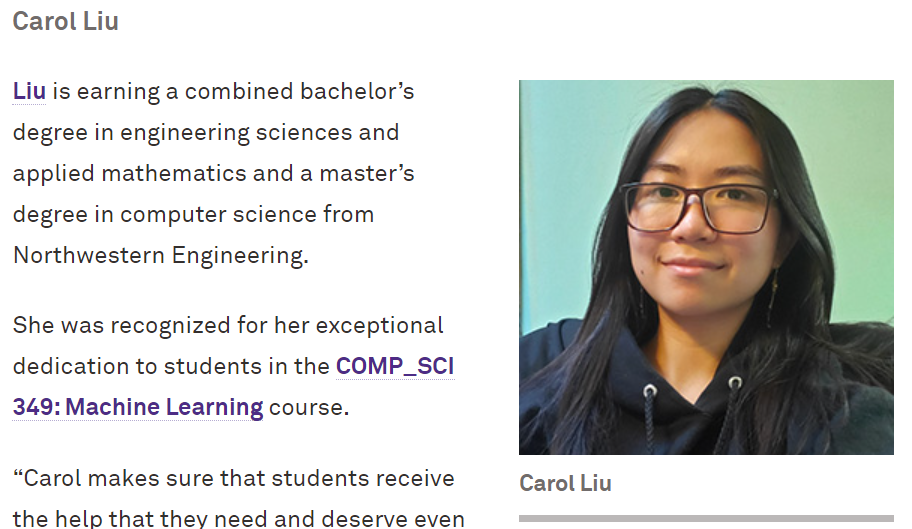 Carol Liu
Liu is earning a combined bachelor’s
degree in engineering sciences and
applied mathematics and a master’s
degree in computer science from
Northwestern Engineering.
She was recognized for her exceptional
dedication to students in the COMP_SCI
349: Machine Learning course.
“Carol makes sure that students receive
the help that they need and deserve even
Carol Liu